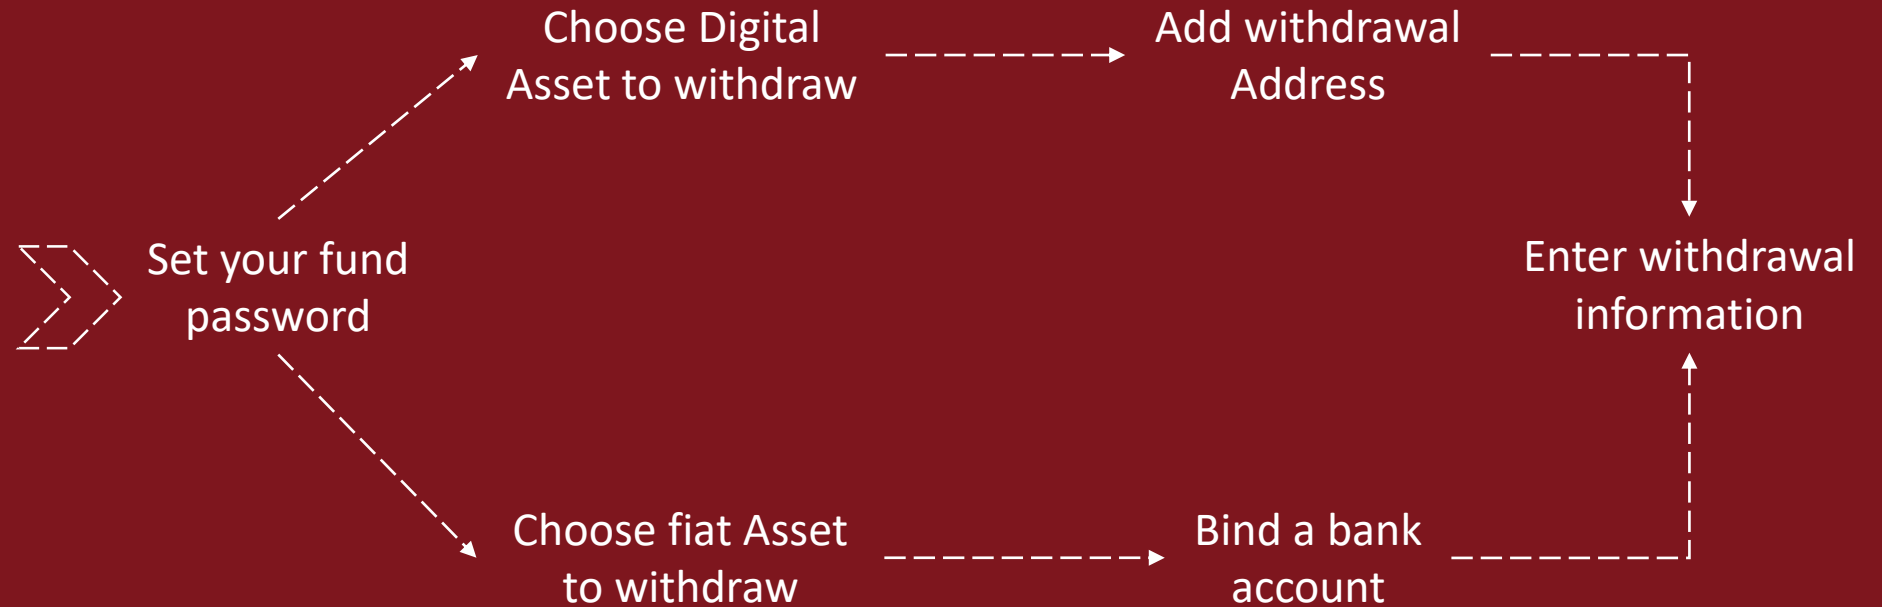 Choose Digital
Asset to withdraw
Add withdrawal
Address
Set your fund
password
Enter withdrawal
information
Choose fiat Asset
to withdraw
Bind a bank
account